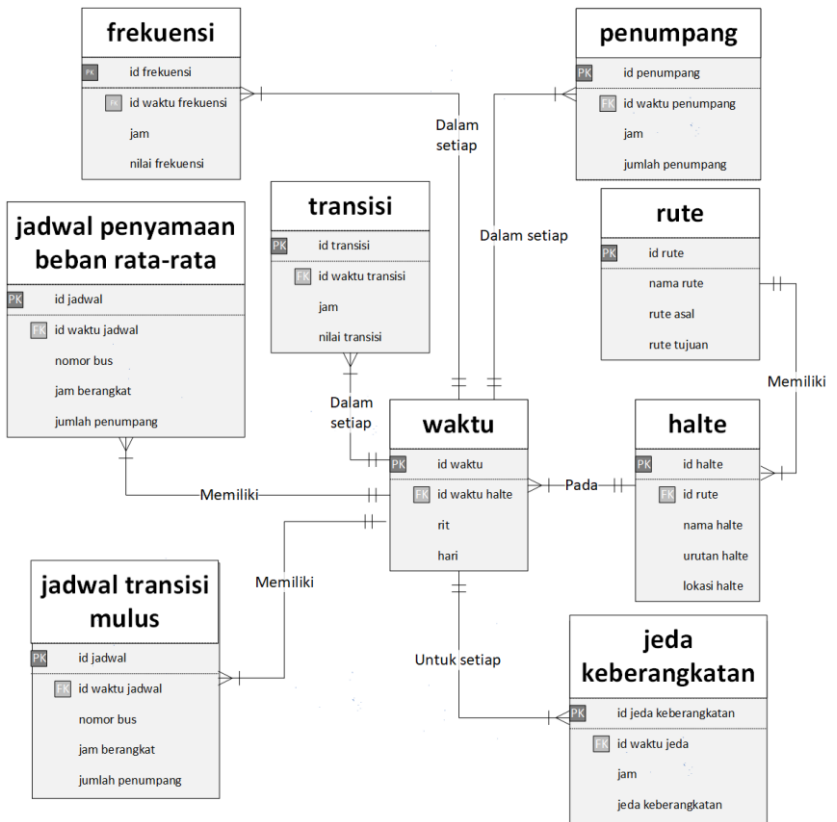 frekuensi
PK id frekuensi
FK id waktu frekuensi
jam
nilai frekuensi
penumpang
id penumpang
FK id waktu penumpang
jam
jumlah penumpang
Dalam
setiap
Dalam setiap
transisi
PK id transisi
FK id waktu transisi
jam
nilai transisi
rute
PK id rute
nama rute
rute asal
rute tujuan
jadwal penyamaan
beban rata-rata
PK id jadwal
FK id waktu jadwal
nomor bus
jam berangkat
jumlah penumpang
Dalam
setiap
Memiliki
Memiliki
waktu
PK id waktu
FK id waktu halte
rit
hari
Pada
halte
PK id halte
FK id rute
nama halte
urutan halte
lokasi halte
Memiliki
jadwal transisi
mulus
PK id jadwal
FK id waktu jadwal
nomor bus
jam berangkat
jumlah penumpang
Untuk setiap
jeda
keberangkatan
PK id jeda keberangkatan
FK id waktu jeda
jam
jeda keberangkatan